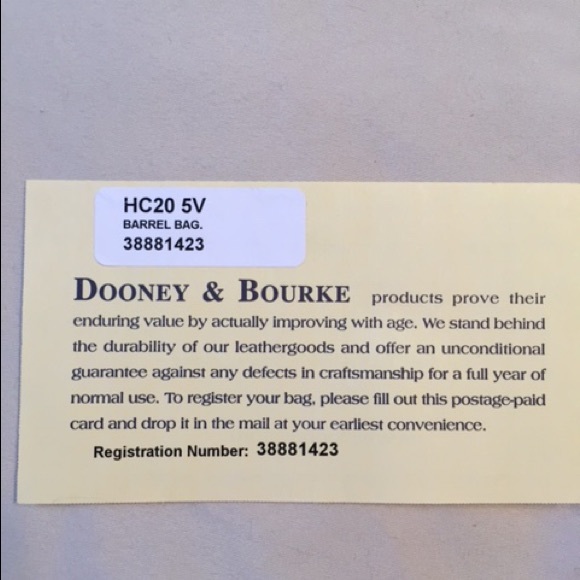 HC20 5V
BARREL BAG.
38881423
DOONEY & BOURKE products prove their
enduring value by actually improving with age. We stand behind
the durability of our leathergoods and offer an unconditional
guarantee against any defects in craftsmanship for a full year of
normal use. To register your bag, please fill out this postage-paid
card and drop it in the mail at your earliest convenience.
Registration Number: 38881423